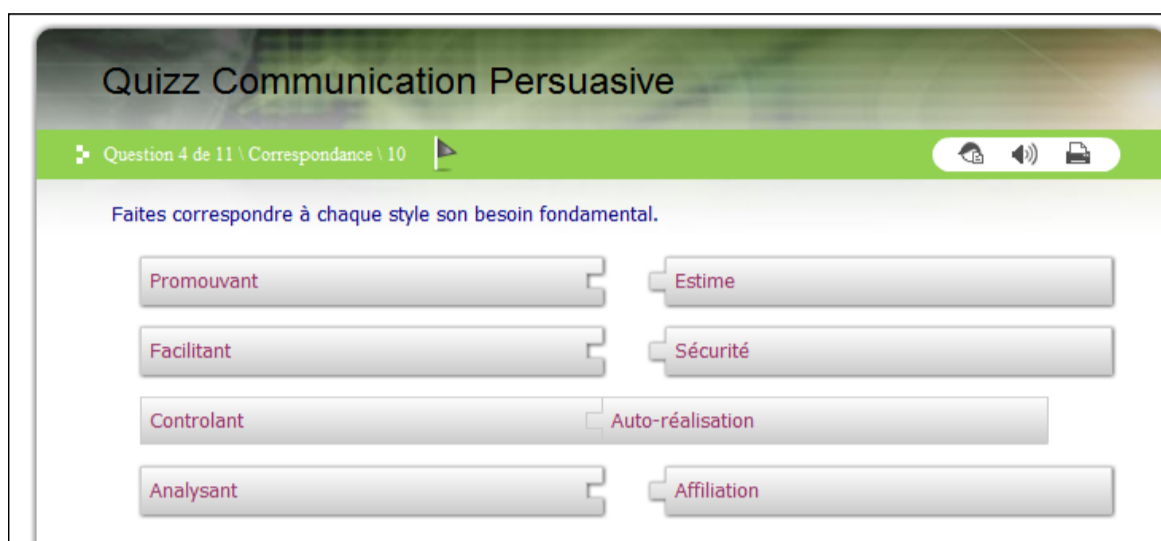 Quizz Communication Persuasive
Question 4 de 11 \ Correspondance \ 10
Faites correspondre à chaque style son besoin fondamental.
Promouvant Estime
Facilitant Sécurité
Controlant Auto-réalisation
Analysant Affiliation